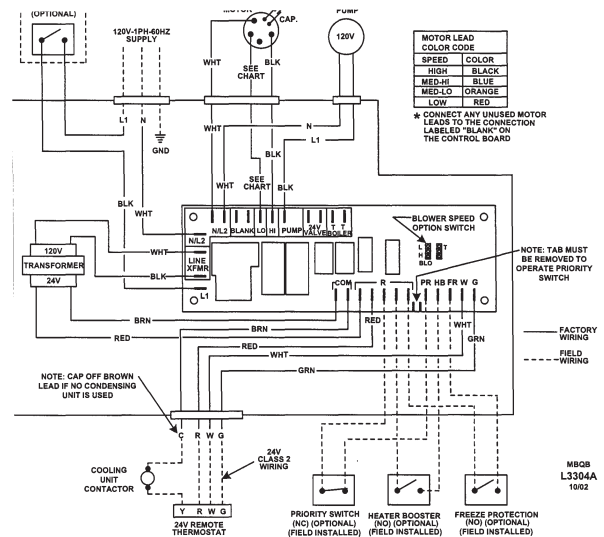 (OPTIONAL)
120V-1PH-60HZ
SUPPLY
CAP.
PUMP
120V
WHT
SEE
CHART
BLK
MOTOR LEAD
COLOR CODE
SPEED COLOR
HIGH BLACK
MED-HI BLUE
MED-LO ORANGE
LOW RED
* CONNECT ANY UNUSED MOTOR
LEADS TO THE CONNECTION
LABELED "BLANK" ON
THE CONTROL BOARD
L1 N
GND
WHT
N
L1
BLK
WHT
SEE
CHART
BLK
BLK
WHT
N/L2 BLANK LO HI PUMP 24V VALVE T T BOILER
BLOWER SPEED
OPTION SWITCH
L T
H
BLO
N/L2
LINE
XFMR
L1
120V
TRANSFORMER
24V
WHT
BLK
NOTE: TAB MUST
BE REMOVED TO
OPERATE PRIORITY
SWITCH
COM R PR HB FR W G
BRN
BRN
RED
RED
RED
WHT
WHT
GRN
GRN
FACTORY
WIRING
FIELD
WIRING
NOTE: CAP OFF BROWN
LEAD IF NO CONDENSING
UNIT IS USED
C R W G
24V
CLASS 2
WIRING
COOLING
UNIT
CONTACTOR
Y R W G
24V REMOTE
THERMOSTAT
PRIORITY SWITCH
(NC) (OPTIONAL)
(FIELD INSTALLED)
HEATER BOOSTER
(NO) (OPTIONAL)
(FIELD INSTALLED)
FREEZE PROTECTION
(NO) (OPTIONAL)
(FIELD INSTALLED)
MBQB
L3304A
10/02